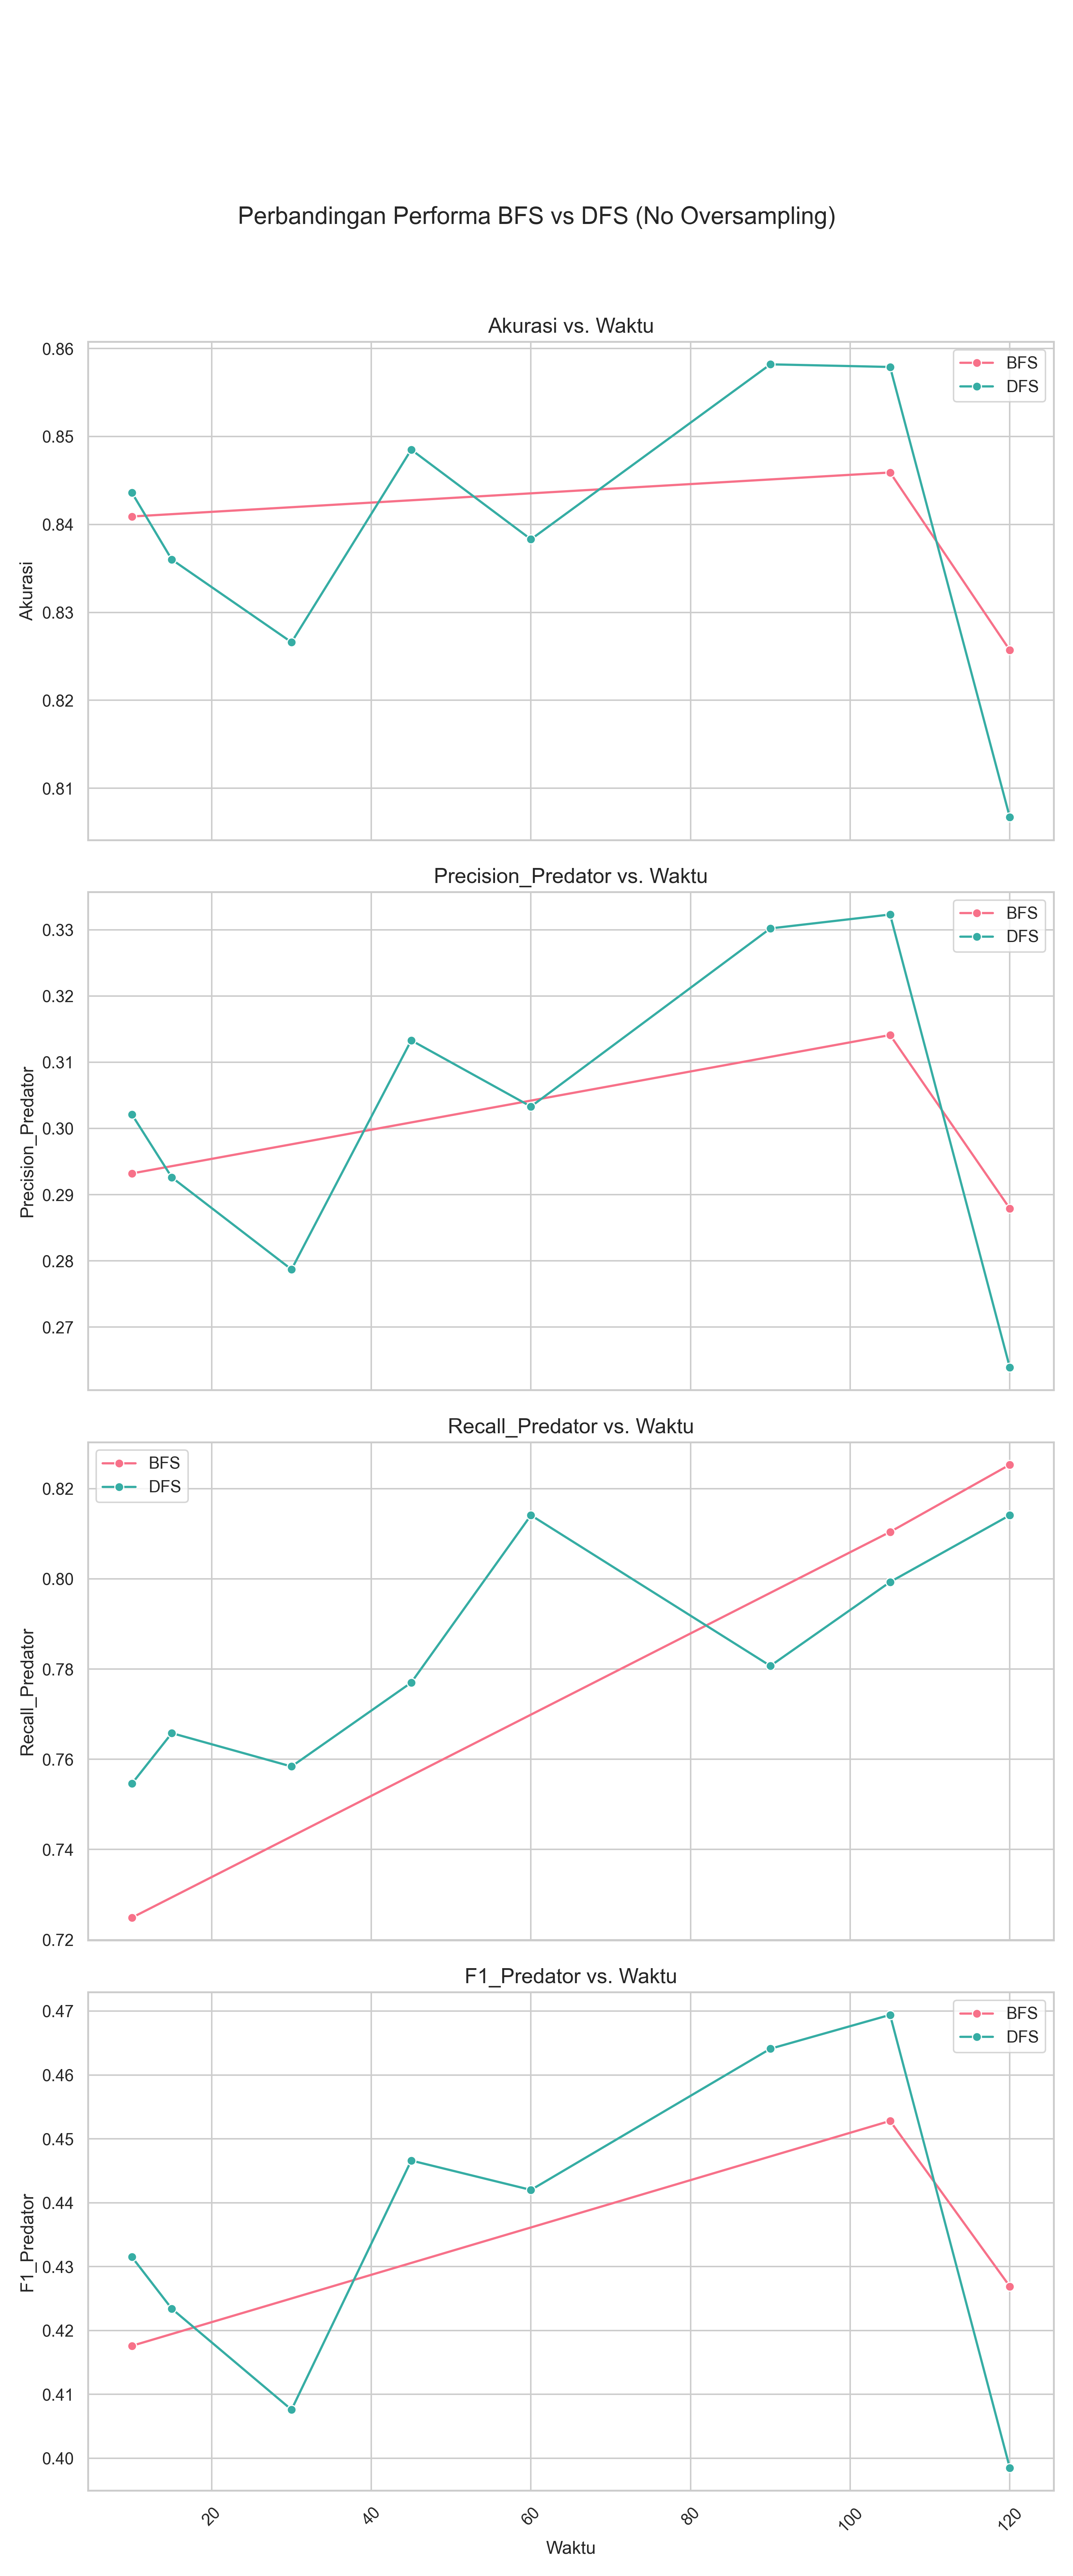 Perbandingan Performa BFS vs DFS (No Oversampling)
Akurasi vs. Waktu
0.86
0.85
0.84
0.83
0.82
0.81
Akurasi
BFS
DFS
Precision_Predator vs. Waktu
0.33
0.32
0.31
0.30
0.29
0.28
0.27
Precision_Predator
BFS
DFS
Recall_Predator vs. Waktu
0.82
0.80
0.78
0.76
0.74
0.72
Recall_Predator
BFS
DFS
F1_Predator vs. Waktu
0.47
0.46
0.45
0.44
0.43
0.42
0.41
0.40
F1_Predator
BFS
DFS
20
40
60
80
100
120
Waktu